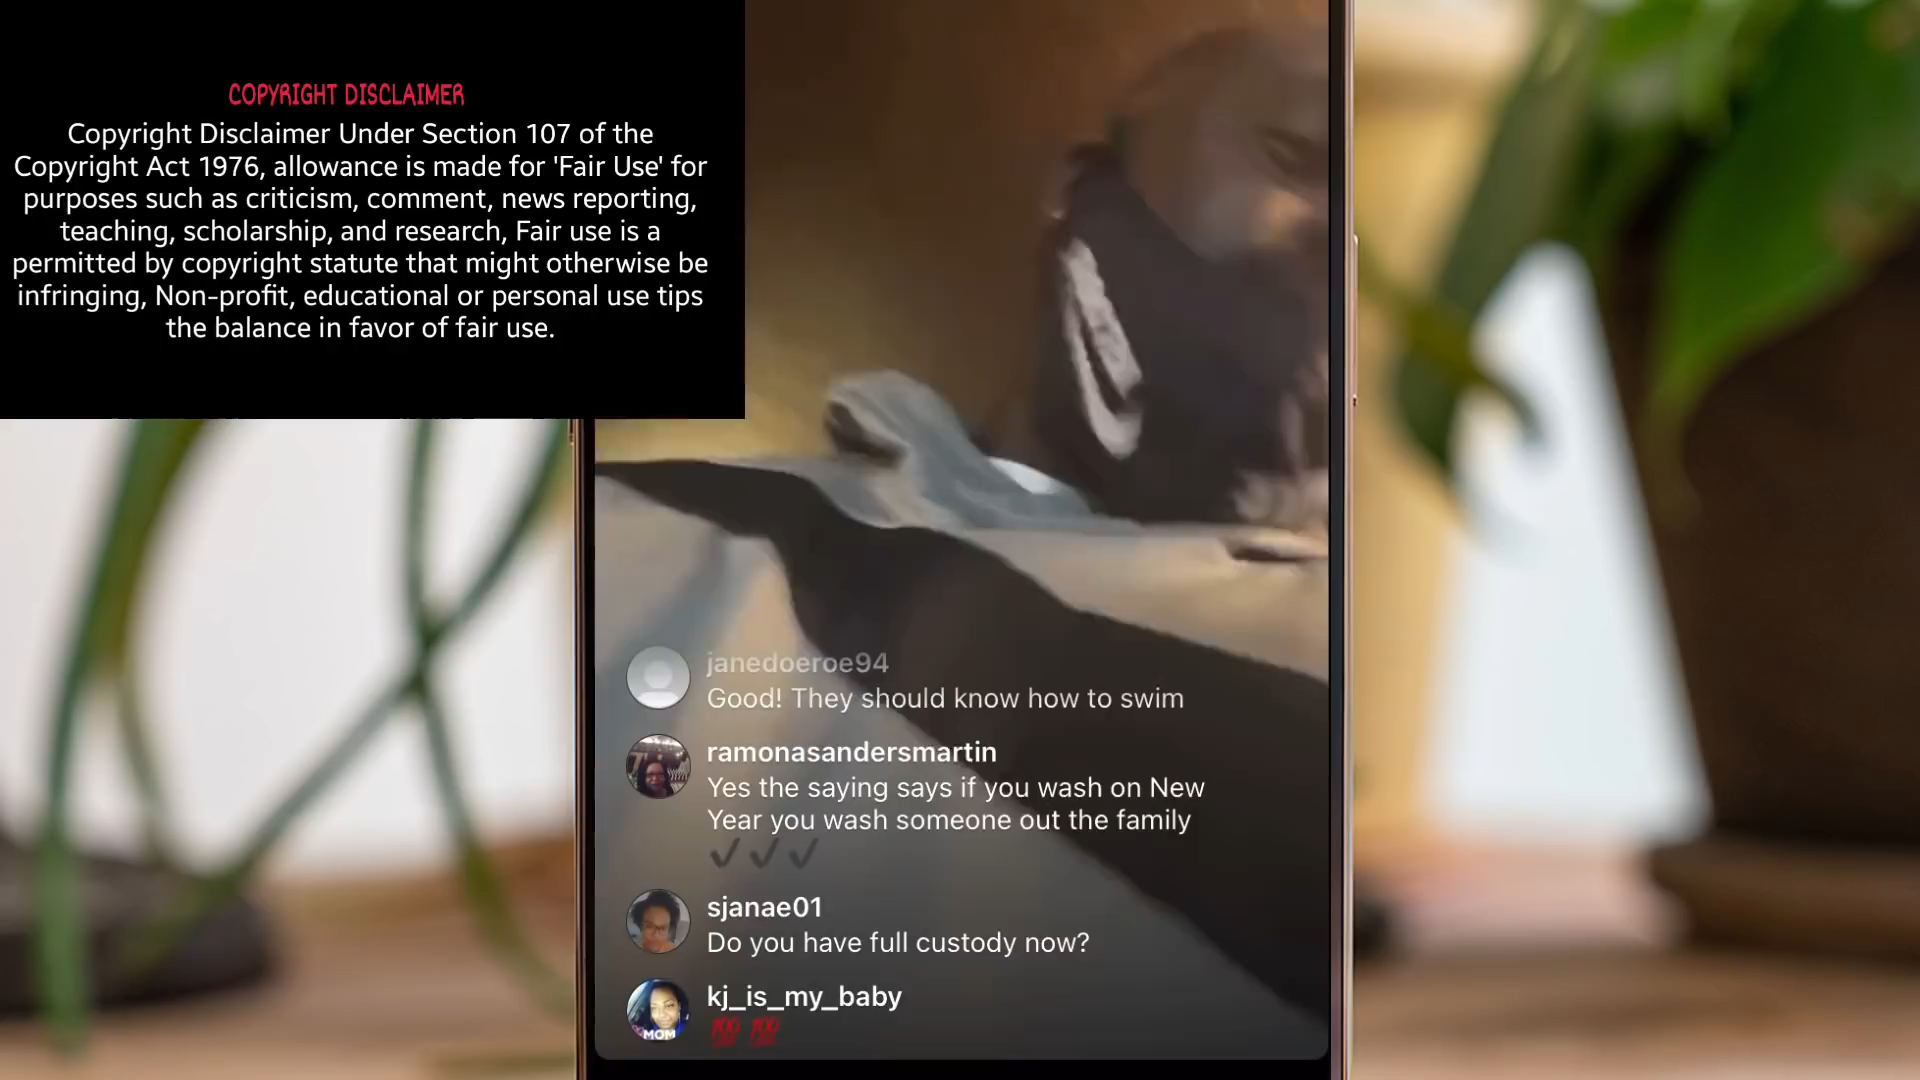 COPYRIGHT DISCLAIMER
Copyright Disclaimer Under Section 107 of the
Copyright Act 1976, allowance is made for 'Fair Use' for
purposes such as criticism, comment, news reporting,
teaching, scholarship, and research, Fair use is a
permitted by copyright statute that might otherwise be
infringing, Non-profit, educational or personal use tips
the balance in favor of fair use.
janedoeroe94
Good! They should know how to swim
ramonasandersmartin
Yes the saying says if you wash on New
Year you wash someone out the family
✓✓✓
sjanae01
Do you have full custody now?
kj_is_my_baby
💯💯
MOM